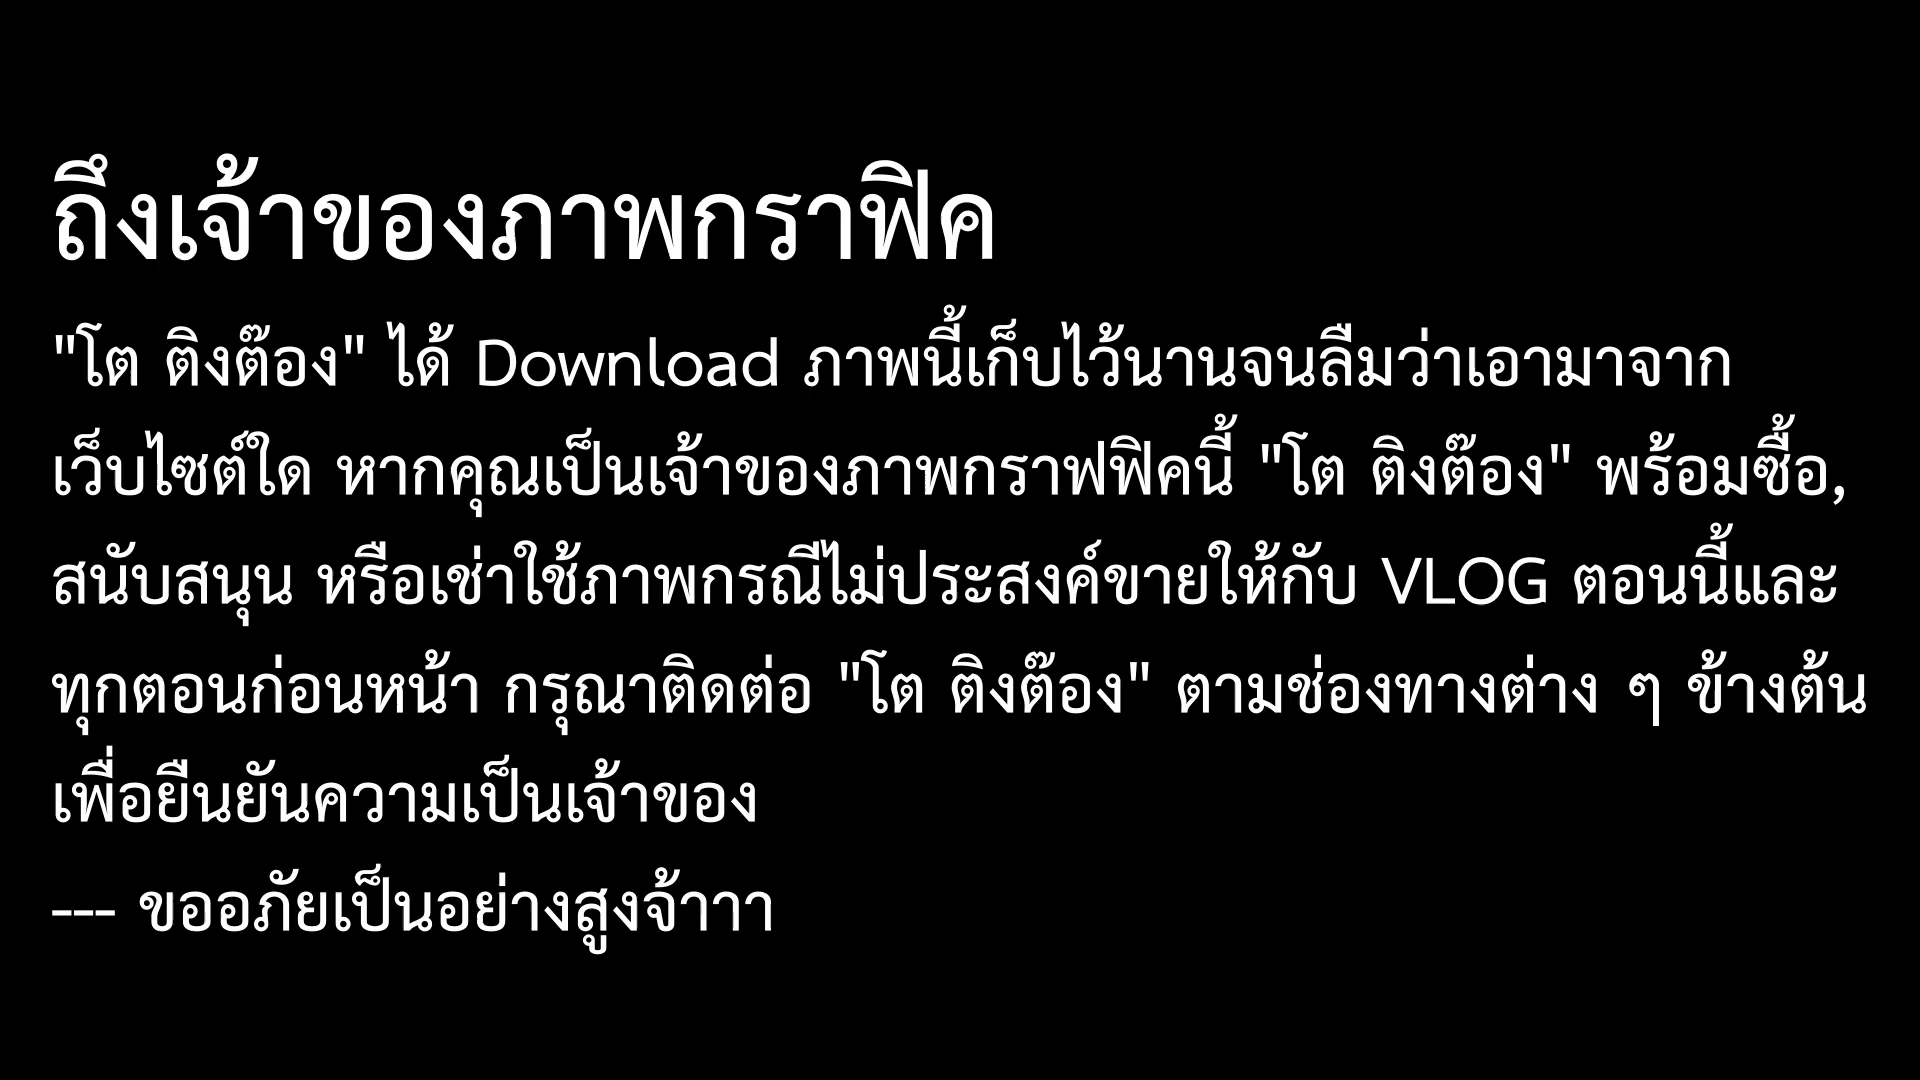 ถึงเจ้าของภาพกราฟิค
"โต ติงต๊อง" ได้ Download ภาพนี้เก็บไว้นานจนลืมว่าเอามาจาก
เว็บไซต์ใด หากคุณเป็นเจ้าของภาพกราฟฟิคนี้ "โต ติงต๊อง" พร้อมซื้อ,
สนับสนุน หรือเช่าใช้ภาพกรณีไม่ประสงค์ขายให้กับ VLOG ตอนนี้และ
ทุกตอนก่อนหน้า กรุณาติดต่อ "โต ติงต๊อง" ตามช่องทางต่าง ๆ ข้างต้น
เพื่อยืนยันความเป็นเจ้าของ
--- ขออภัยเป็นอย่างสูงจ้าาา